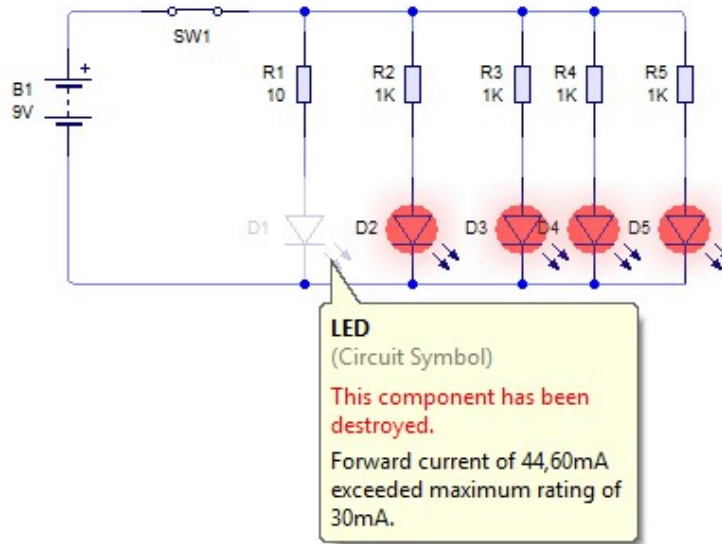 SW1
B1
9V
+
R1
10
R2
1K
R3
1K
R4
1K
R5
1K
D1
D2
D3
D4
D5
LED
(Circuit Symbol)
This component has been
destroyed.
Forward current of 44,60mA
exceeded maximum rating of
30mA.